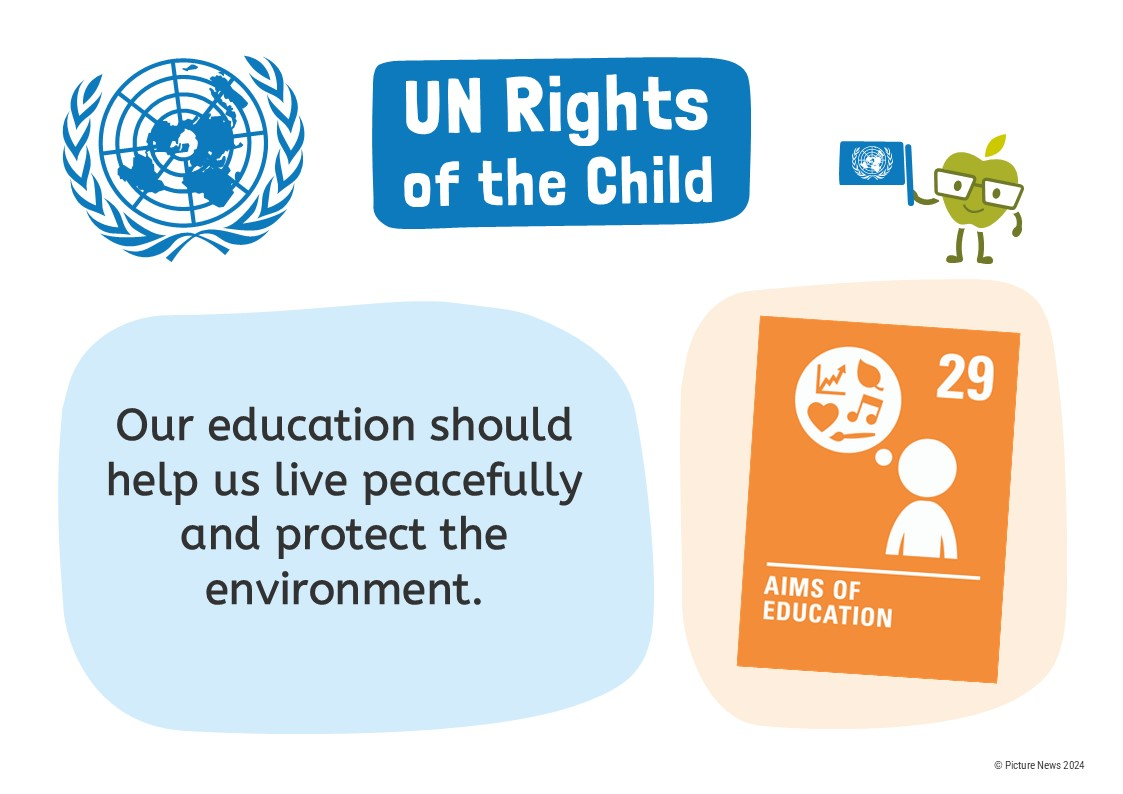 UN Rights
of the Child
Our education should
help us live peacefully
and protect the
environment.
29
AIMS OF
EDUCATION
© Picture News 2024